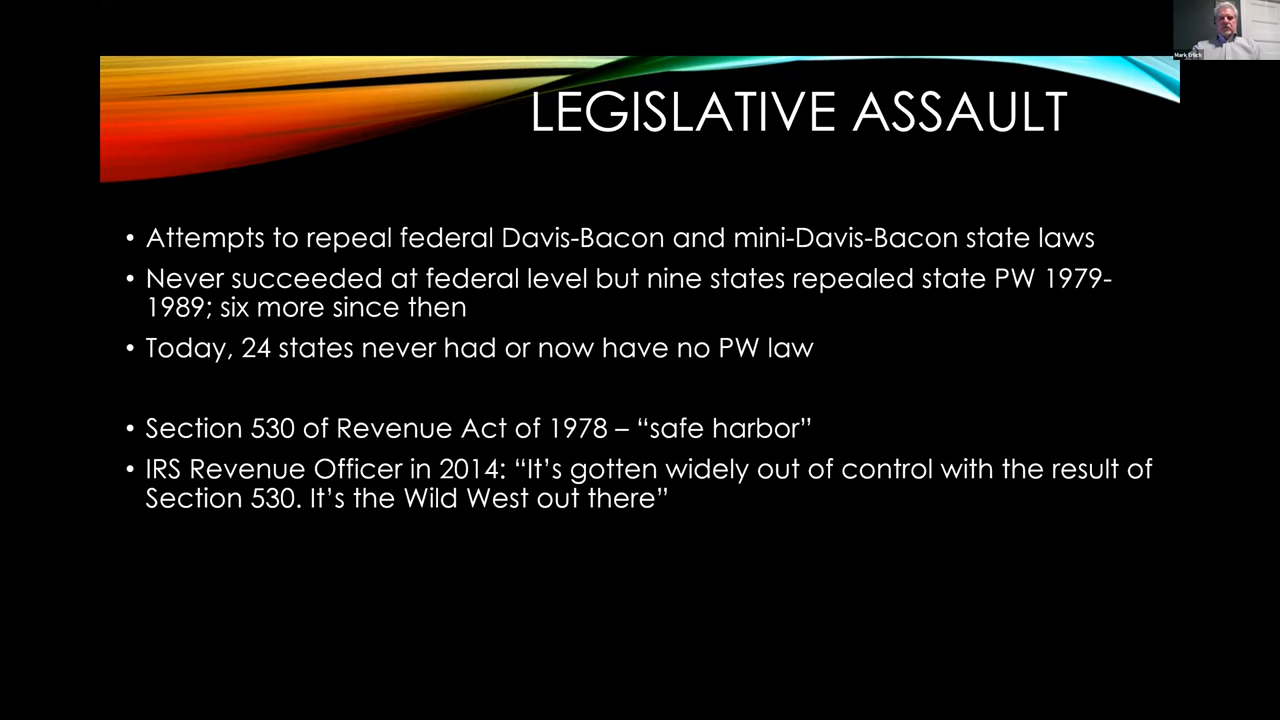 Mark Erlich
LEGISLATIVE ASSAULT
• Attempts to repeal federal Davis-Bacon and mini-Davis-Bacon state laws
• Never succeeded at federal level but nine states repealed state PW 1979-
1989; six more since then
• Today, 24 states never had or now have no PW law
• Section 530 of Revenue Act of 1978 – “safe harbor”
• IRS Revenue Officer in 2014: “It’s gotten widely out of control with the result of
Section 530. It’s the Wild West out there”